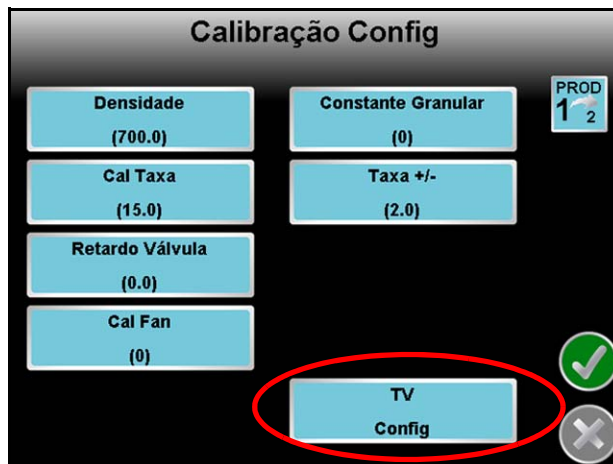 Calibração Config
Densidade
(700.0)
Constante Granular
(0)
PROD
1 2
Cal Taxa
(15.0)
Taxa +/-
(2.0)
Retardo Válvula
(0.0)
Cal Fan
(0)
TV
Config